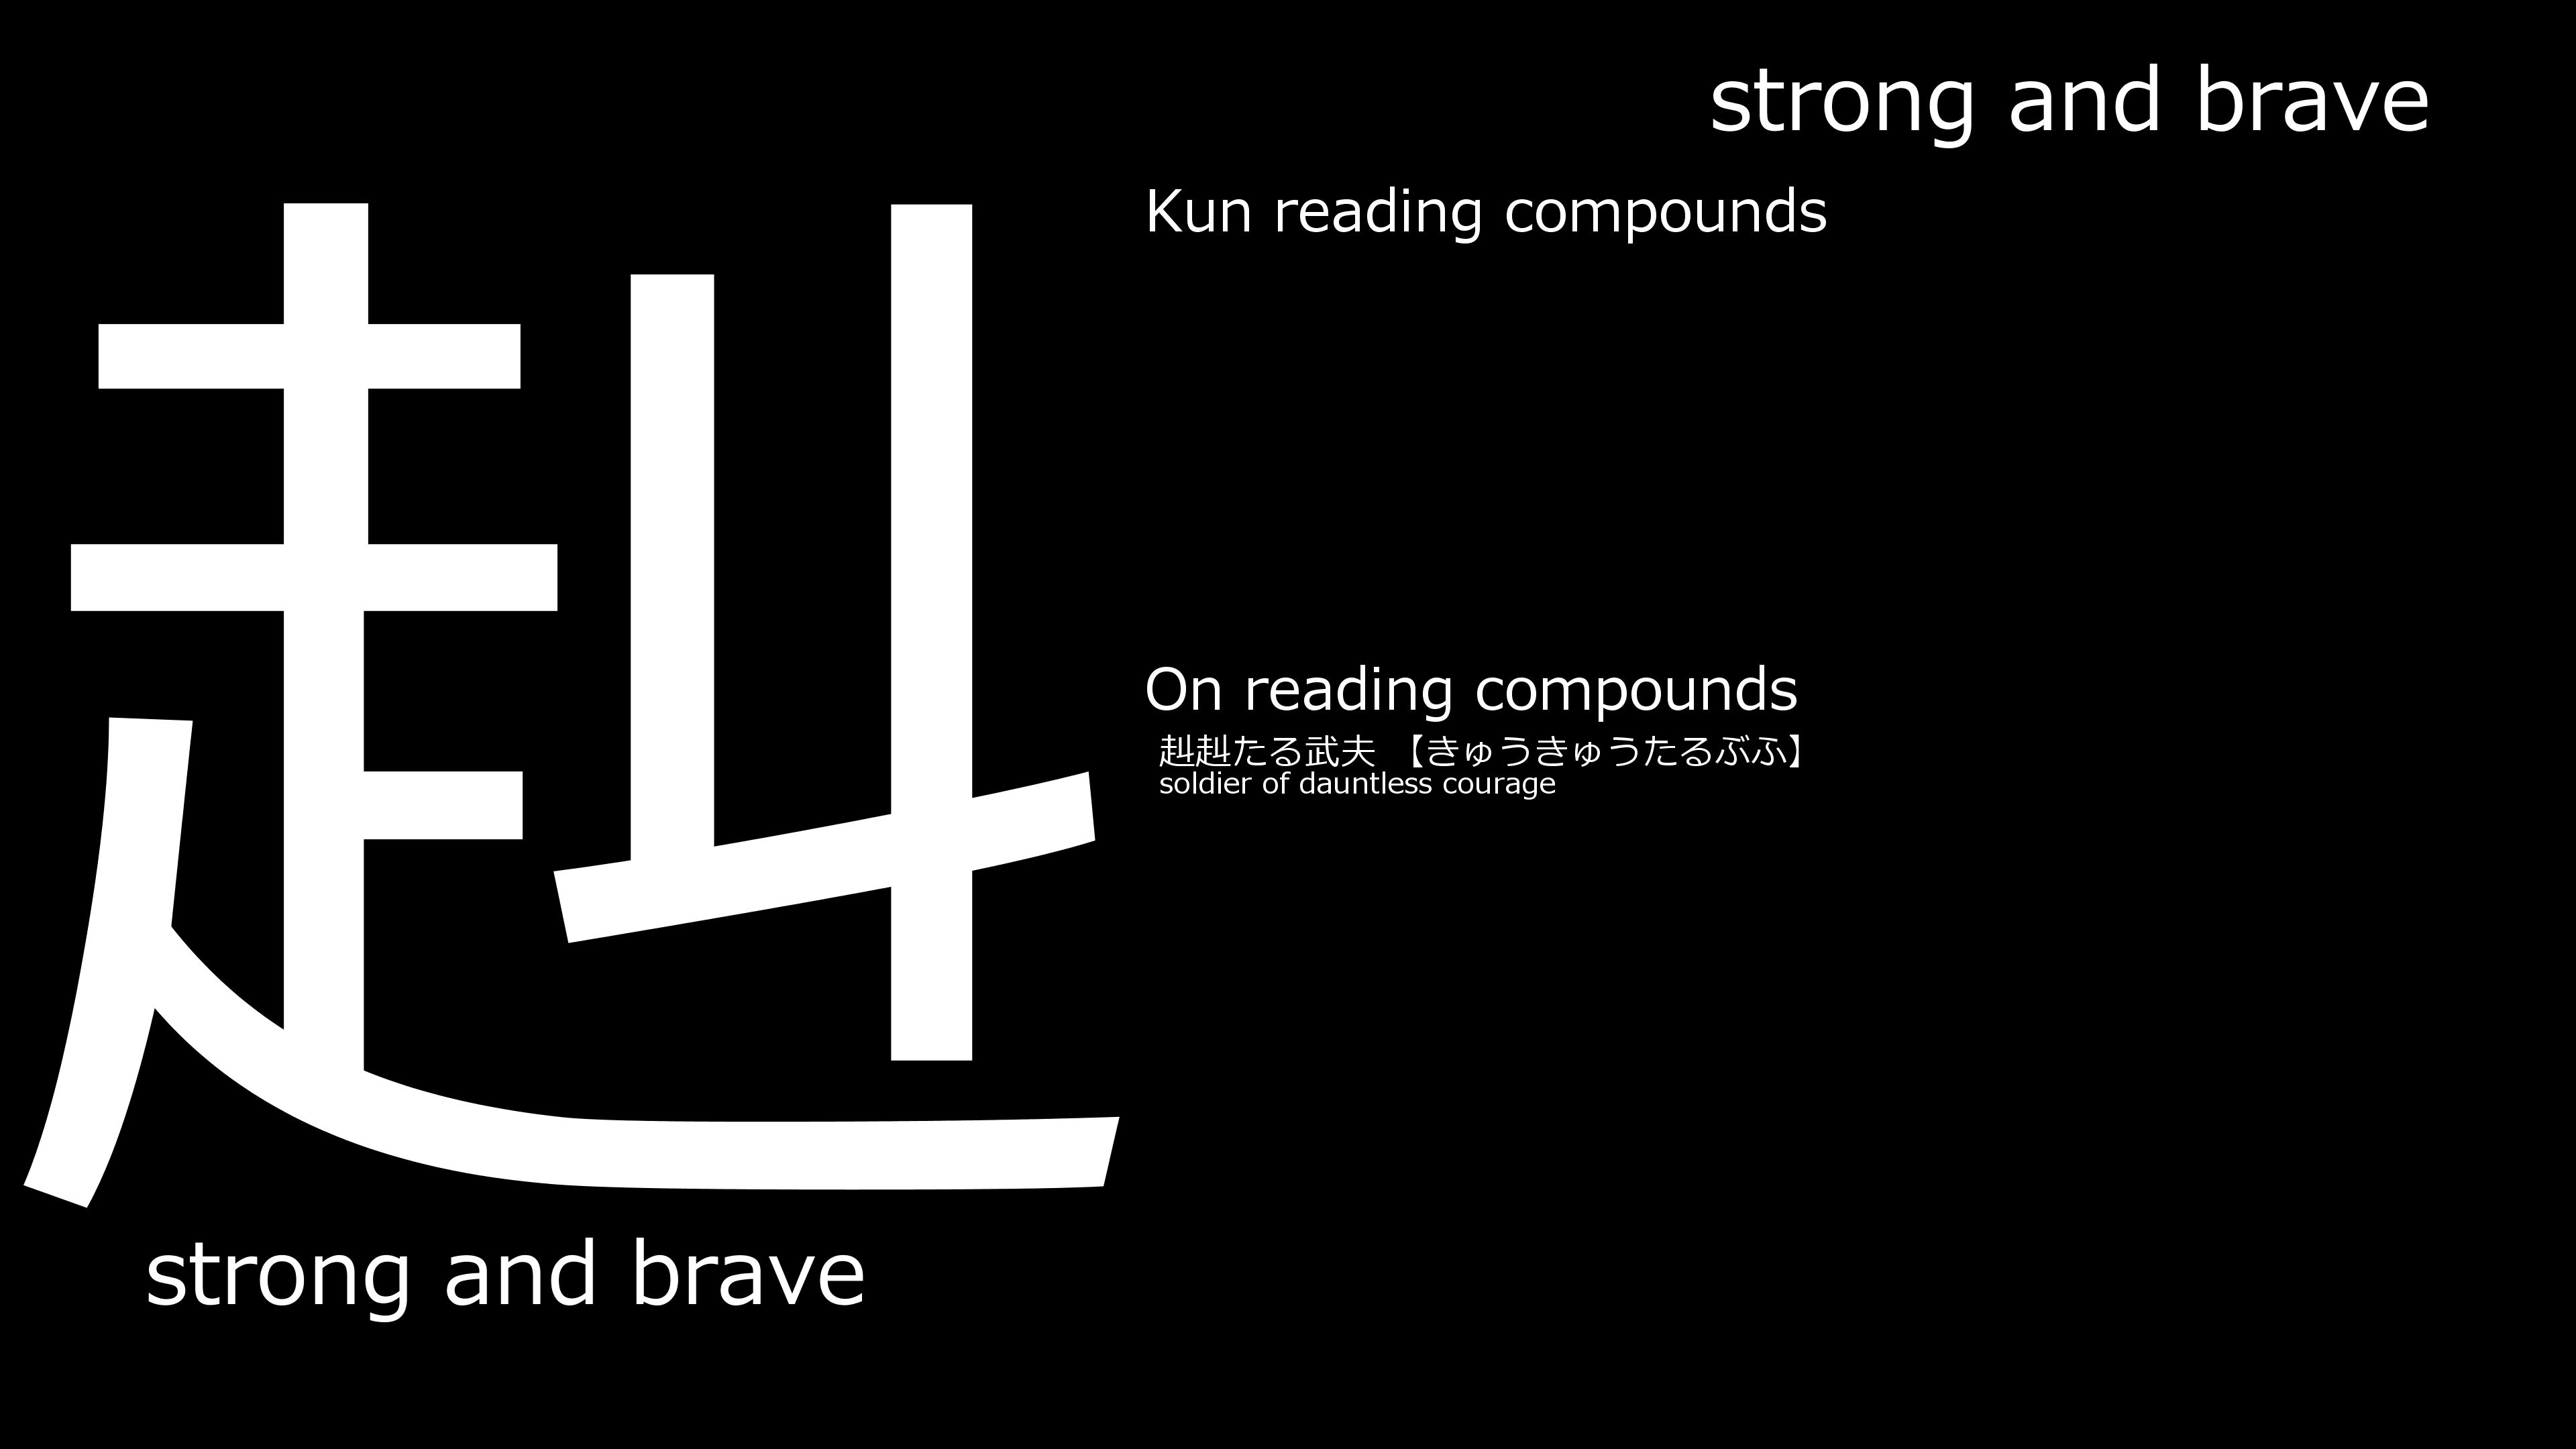 strong and brave
Kun reading compounds
赳
On reading compounds
赳赳たる武夫 【きゅうきゅうたるぶふ】
soldier of dauntless courage
strong and brave